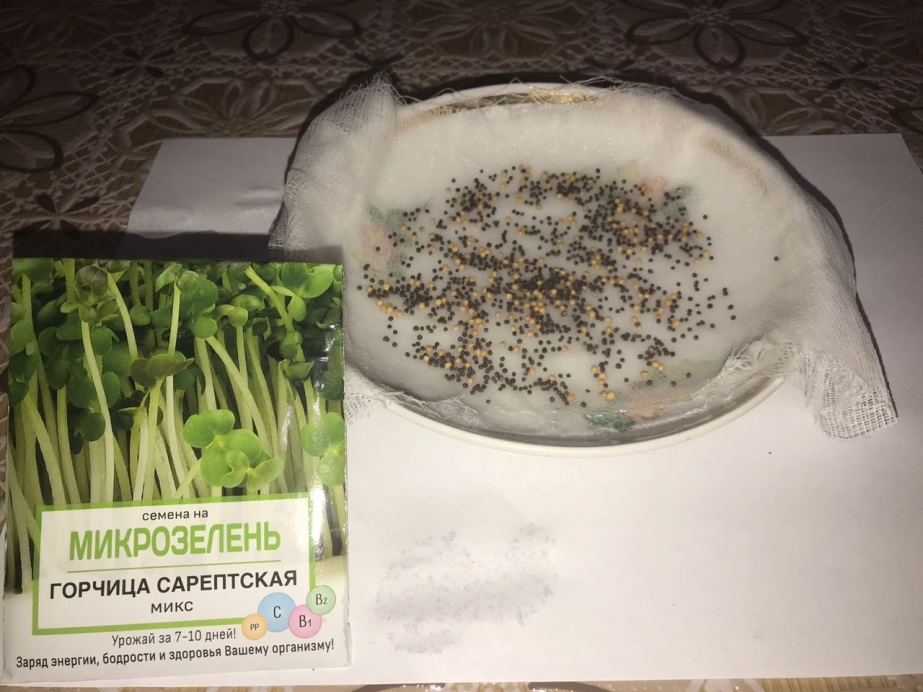 семена на
МИКРОЗЕЛЕНЬ
ГОРЧИЦА САРЕПТСКАЯ
МИКС
PP C B1 B2
Урожай за 7-10 дней!
Заряд энергии, бодрости и здоровья Вашему организму!